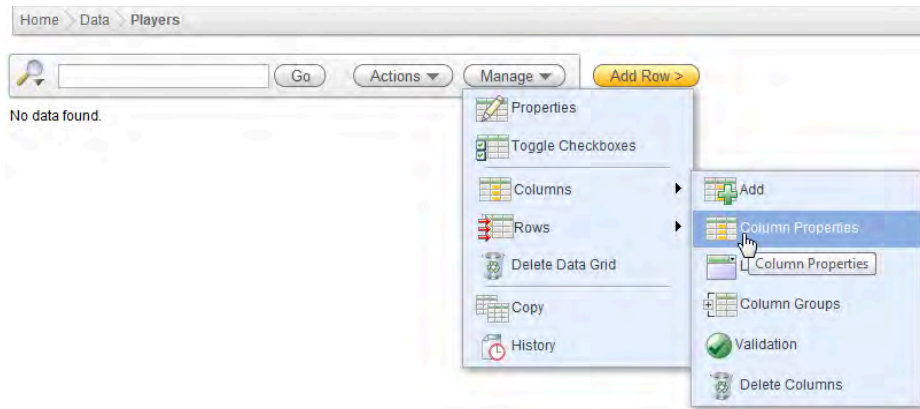 Home Data Players
Go Actions Manage Add Row >
No data found.
Properties
Toggle Checkboxes
Columns
Rows
Delete Data Grid
Copy
History
Add
Column Properties
L
Column Properties
Column Groups
Validation
Delete Columns